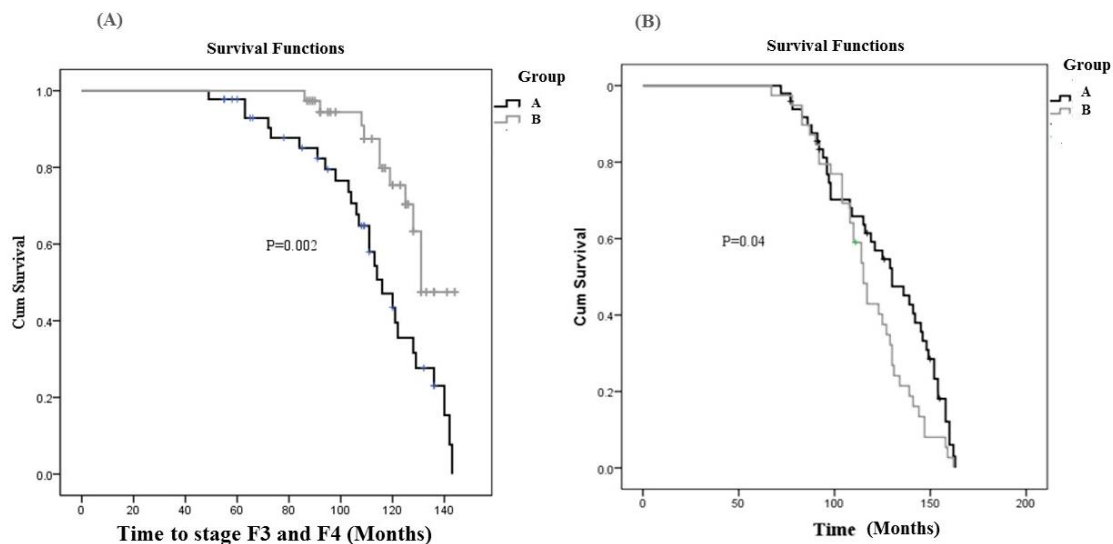 (A)
Survival Functions
Group
A
B
1.0
0.8
0.6
0.4
0.2
0.0
Cum Survival
P=0.002
0 20 40 60 80 100 120 140
Time to stage F3 and F4 (Months)
(B)
Survival Functions
Group
A
B
0
0.8
0.6
0.4
0.2
0.0
Cum Survival
P=0.04
0 50 100 150 200
Time (Months)